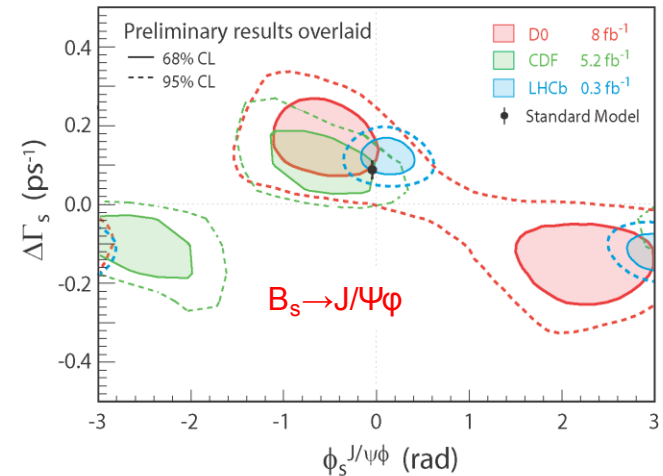 Preliminary results overlaid
68% CL
95% CL
D0 8 fb⁻¹
CDF 5.2 fb⁻¹
LHCb 0.3 fb⁻¹
Standard Model
0.4
0.2
0.0
-0.2
-0.4
ΔΓs (ps⁻¹)
Bs→J/Ψφ
-3 -2 -1 0 1 2 3
ϕs J/ψϕ (rad)